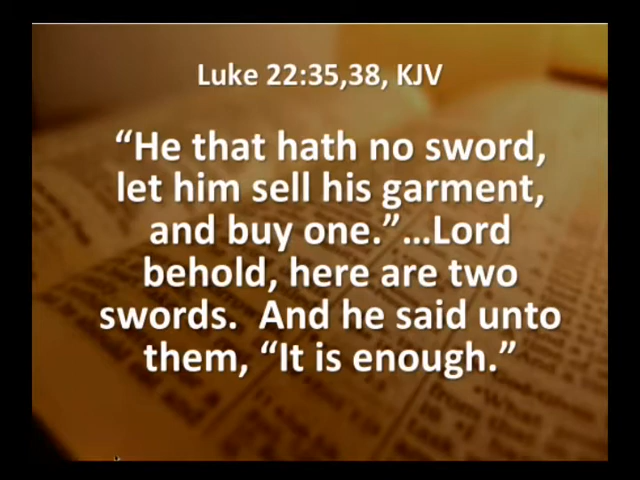 Luke 22:35,38, KJV
“He that hath no sword,
let him sell his garment,
and buy one.”…Lord
behold, here are two
swords.  And he said unto
them, “It is enough.”